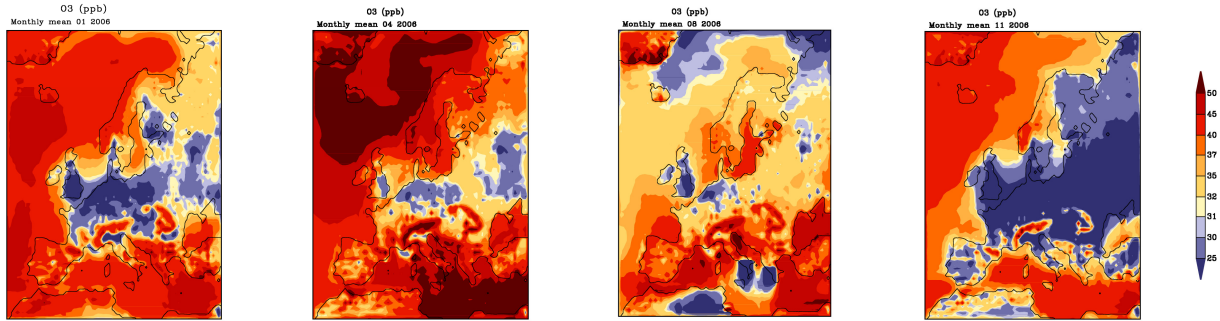 O3 (ppb)
Monthly mean 01 2006
O3 (ppb)
Monthly mean 04 2006
O3 (ppb)
Monthly mean 08 2006
O3 (ppb)
Monthly mean 11 2006
50
45
40
35
32
31
30
25